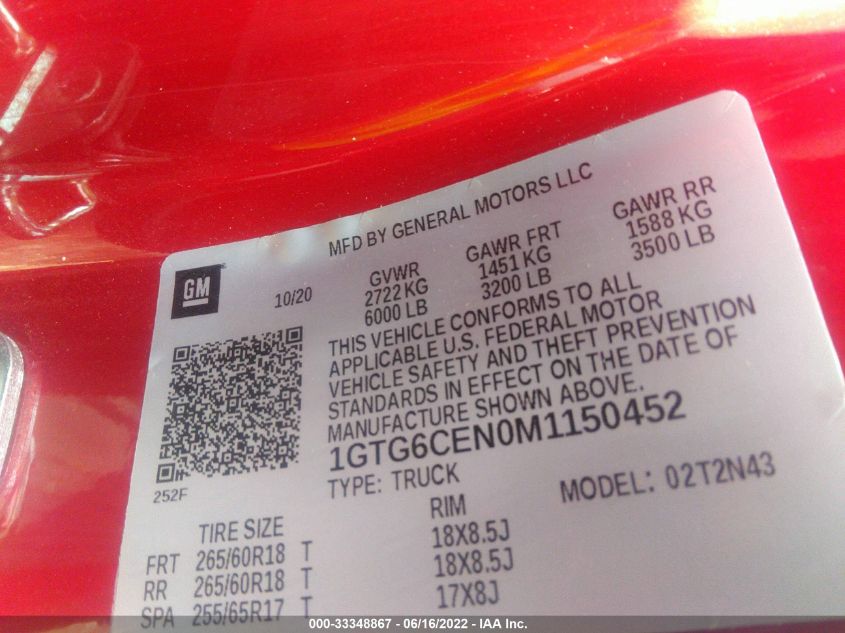 MFD BY GENERAL MOTORS LLC
GM
10/20
GVWR
2722 KG
6000 LB
GAWR FRT
1451 KG
3200 LB
GAWR RR
1588 KG
3500 LB
THIS VEHICLE CONFORMS TO ALL
APPLICABLE U.S. FEDERAL MOTOR
VEHICLE SAFETY AND THEFT PREVENTION
STANDARDS IN EFFECT ON THE DATE OF
MANUFACTURE SHOWN ABOVE.
1GTG6CEN0M1150452
252F
TYPE: TRUCK
MODEL: 02T2N43
TIRE SIZE
RIM
FRT 265/60R18 T 18X8.5J
RR 265/60R18 T 18X8.5J
SPA 255/65R17 T 17X8J
000-33348867 - 06/16/2022 - IAA Inc.